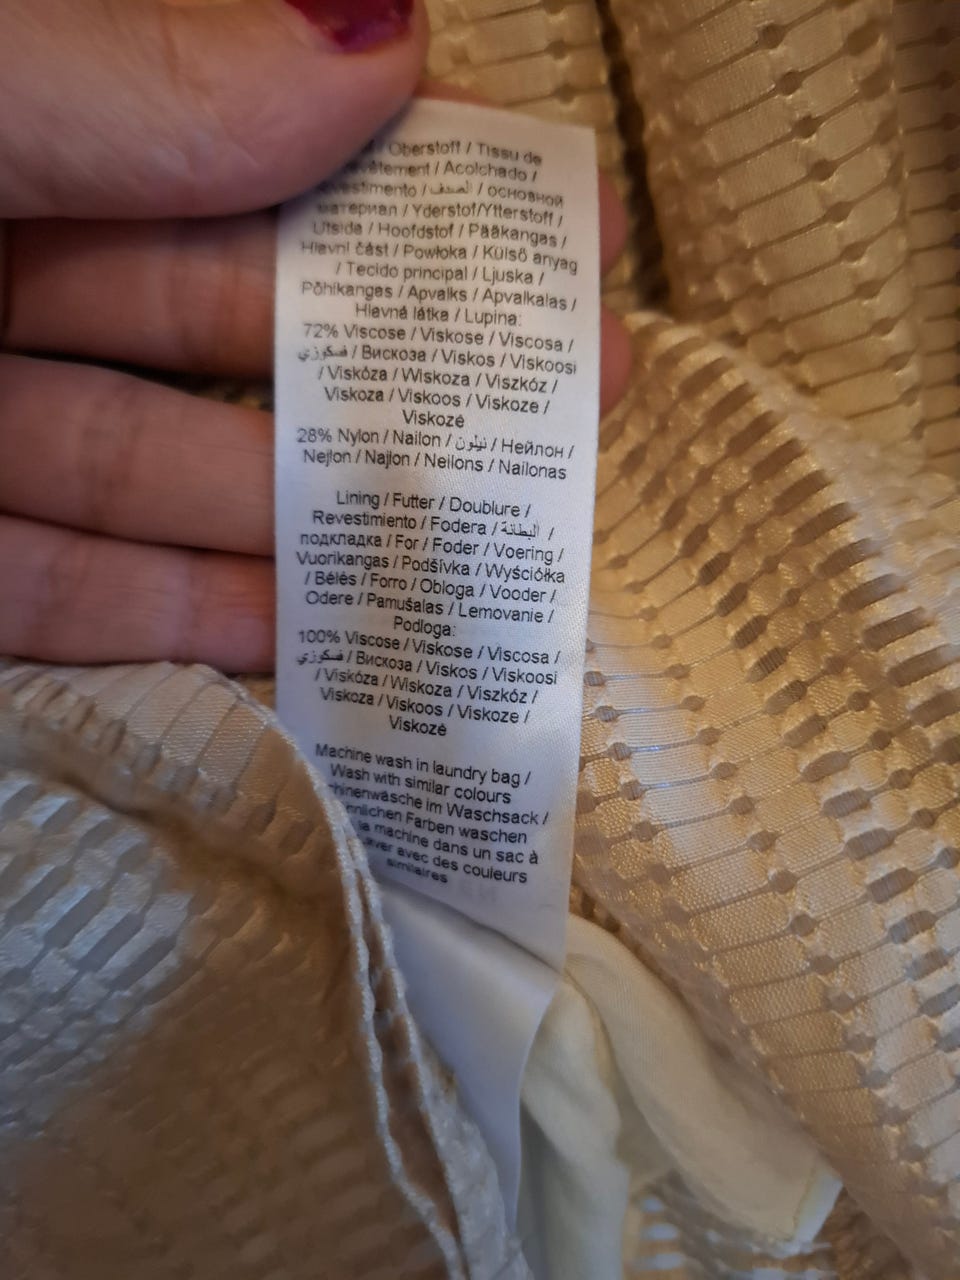 Oberstoff / Tissu de
revêtement / Acolchado /
Rivestimento / الصدف / основной
материал / Yderstof/Ytterstoff /
Utsida / Hoofdstof / Pääkangas /
Hlavní část / Powłoka / Külső anyag
/ Tecido principal / Ljuska /
Põhikangas / Apvalks / Apvalkalas /
Hlavná látka / Lupina:
72% Viscose / Viskose / Viscosa /
فسكوزي / Вискоза / Viskos / Viskoosi
/ Viskóza / Wiskoza / Viszkóz /
Viskoza / Viskoos / Viskoze /
Viskozė
28% Nylon / Nailon / نيلون / Нейлон /
Nejlon / Najlon / Neilons / Nailonas
Lining / Futter / Doublure /
Revestimiento / Fodera / البطانة /
подкладка / For / Foder / Voering /
Vuorikangas / Podšívka / Wyściółka
/ Bélés / Forro / Obloga / Vooder /
Odere / Pamušalas / Lemovanie /
Podloga:
100% Viscose / Viskose / Viscosa /
فسكوزي / Вискоза / Viskos / Viskoosi
/ Viskóza / Wiskoza / Viszkóz /
Viskoza / Viskoos / Viskoze /
Viskozė
Machine wash in laundry bag /
Wash with similar colours
chinenwäsche im Waschsack /
nnlichen Farben waschen
la machine dans un sac à
aver avec des couleurs
similaires